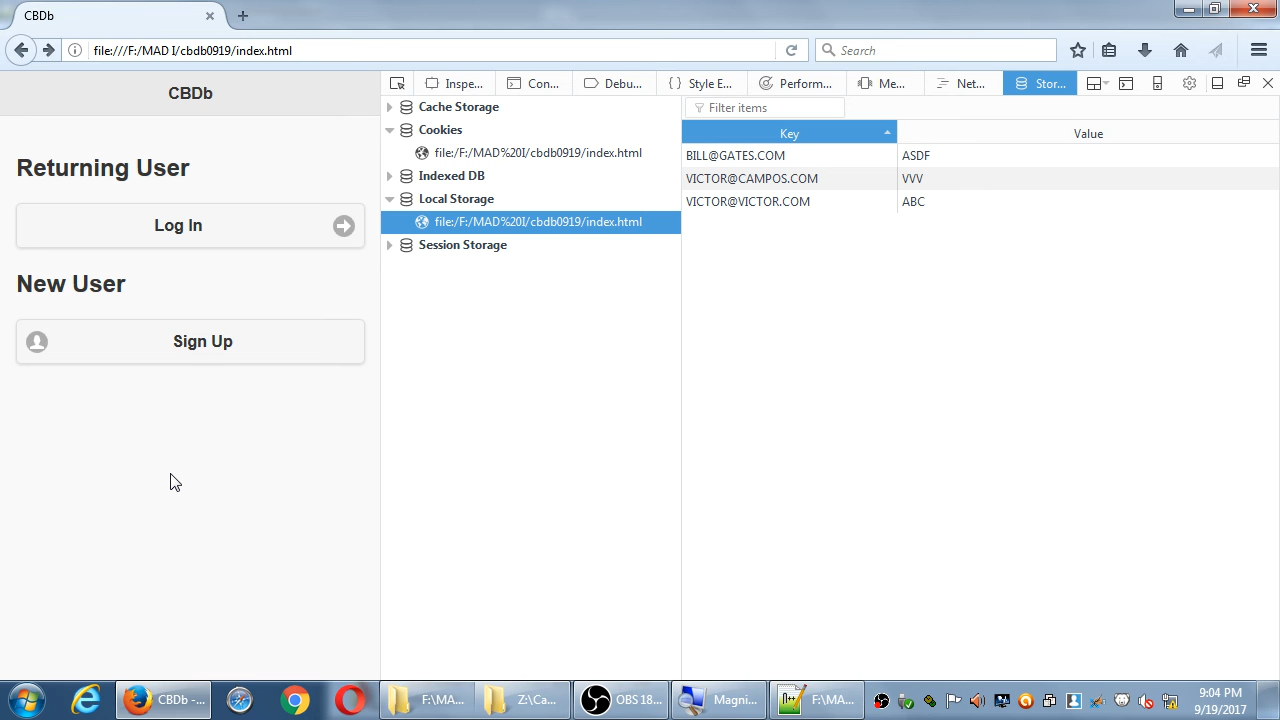 CBDb
file:///F:/MAD I/cbdb0919/index.html
Search
CBDb
Returning User
Log In
New User
Sign Up
Inspe...
Con...
Debu...
{ } Style E...
Perform...
Me...
Net...
Stor...
Cache Storage
Cookies
file:/F:/MAD%20I/cbdb0919/index.html
Indexed DB
Local Storage
file:/F:/MAD%20I/cbdb0919/index.html
Session Storage
Filter items
Key Value
BILL@GATES.COM ASDF
VICTOR@CAMPOS.COM VVV
VICTOR@VICTOR.COM ABC
CBDb -...
F:\MA...
Z:\Ca...
OBS 18...
Magni...
F:\MA...
9:04 PM
9/19/2017